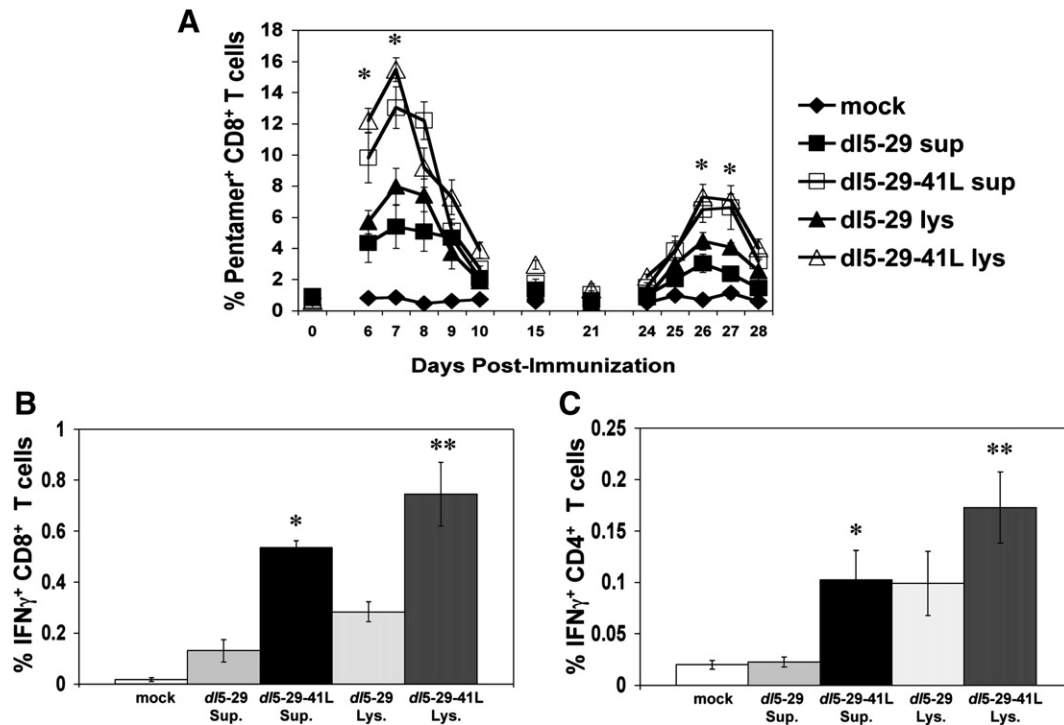 A
* * * *
18
16
14
12
10
8
6
4
2
0
% Pentamer⁺ CD8⁺ T cells
0 6 7 8 9 10 15 21 24 25 26 27 28
Days Post-Immunization
mock
dl5-29 sup
dl5-29-41L sup
dl5-29 lys
dl5-29-41L lys
B
1
0.8
0.6
0.4
0.2
0
% IFNγ⁺ CD8⁺ T cells
* **
mock dl5-29 dl5-29-41L dl5-29 dl5-29-41L
Sup. Sup. Lys. Lys.
C
0.25
0.2
0.15
0.1
0.05
0
% IFNγ⁺ CD4⁺ T cells
* **
mock dl5-29 dl5-29-41L dl5-29 dl5-29-41L
Sup. Sup. Lys. Lys.